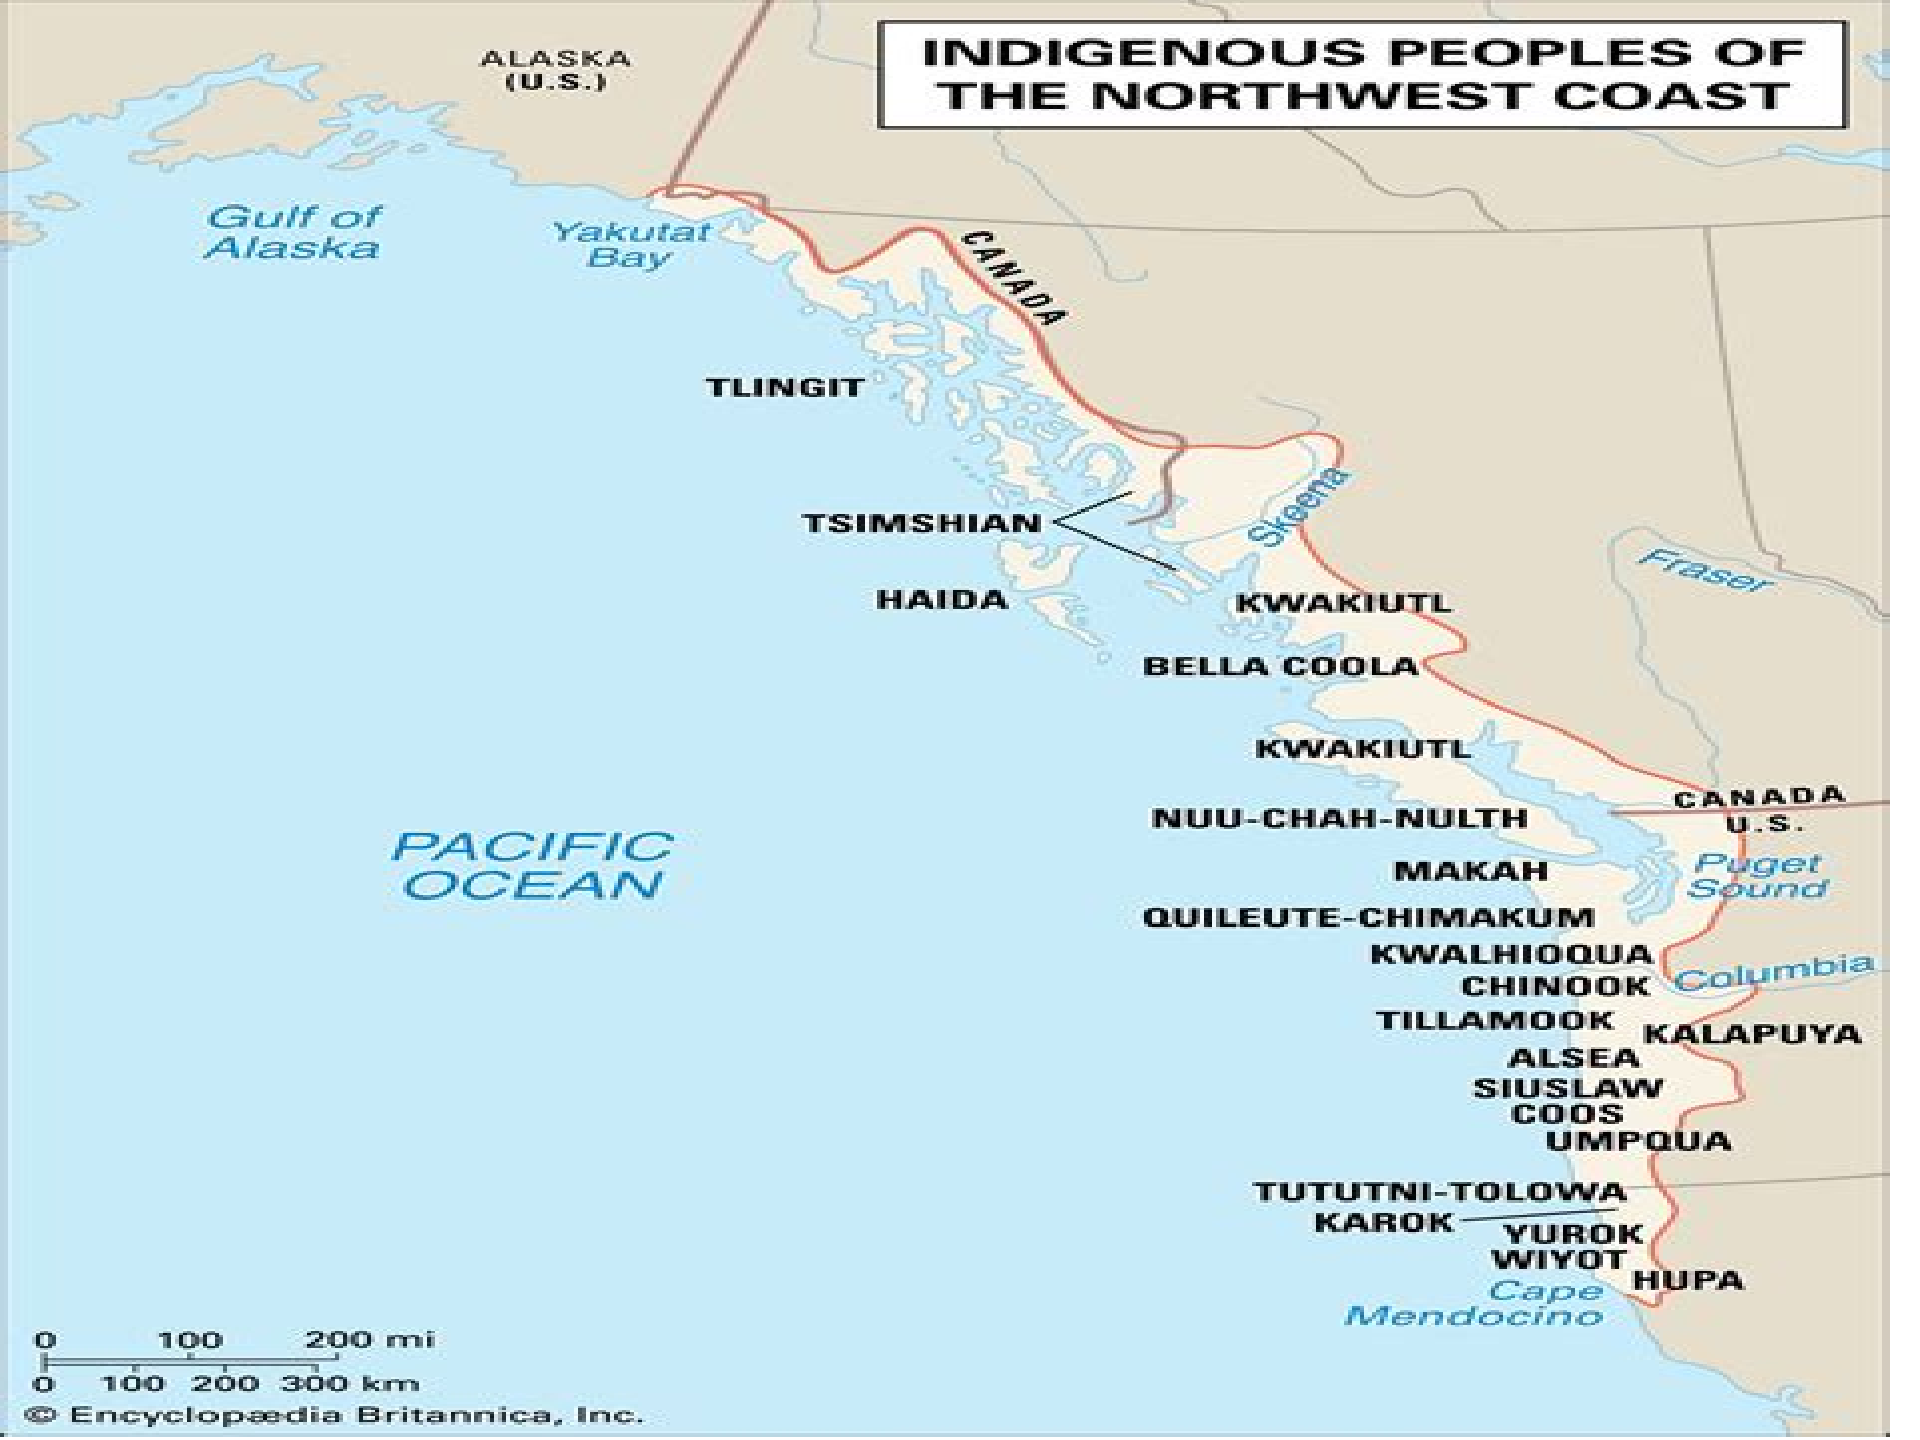 INDIGENOUS PEOPLES OF
THE NORTHWEST COAST
ALASKA
(U.S.)
Gulf of
Alaska
Yakutat
Bay
CANADA
TLINGIT
Skeena
TSIMSHIAN
Fraser
HAIDA
KWAKIUTL
BELLA COOLA
KWAKIUTL
CANADA
U.S.
NUU-CHAH-NULTH
PACIFIC
OCEAN
Puget
Sound
MAKAH
QUILEUTE-CHIMAKUM
KWALHIOQUA
Columbia
CHINOOK
TILLAMOOK
KALAPUYA
ALSEA
SIUSLAW
COOS
UMPQUA
TUTUTNI-TOLOWA
KAROK
YUROK
WIYOT
HUPA
Cape
Mendocino
0 100 200 mi
0 100 200 300 km
© Encyclopædia Britannica, Inc.